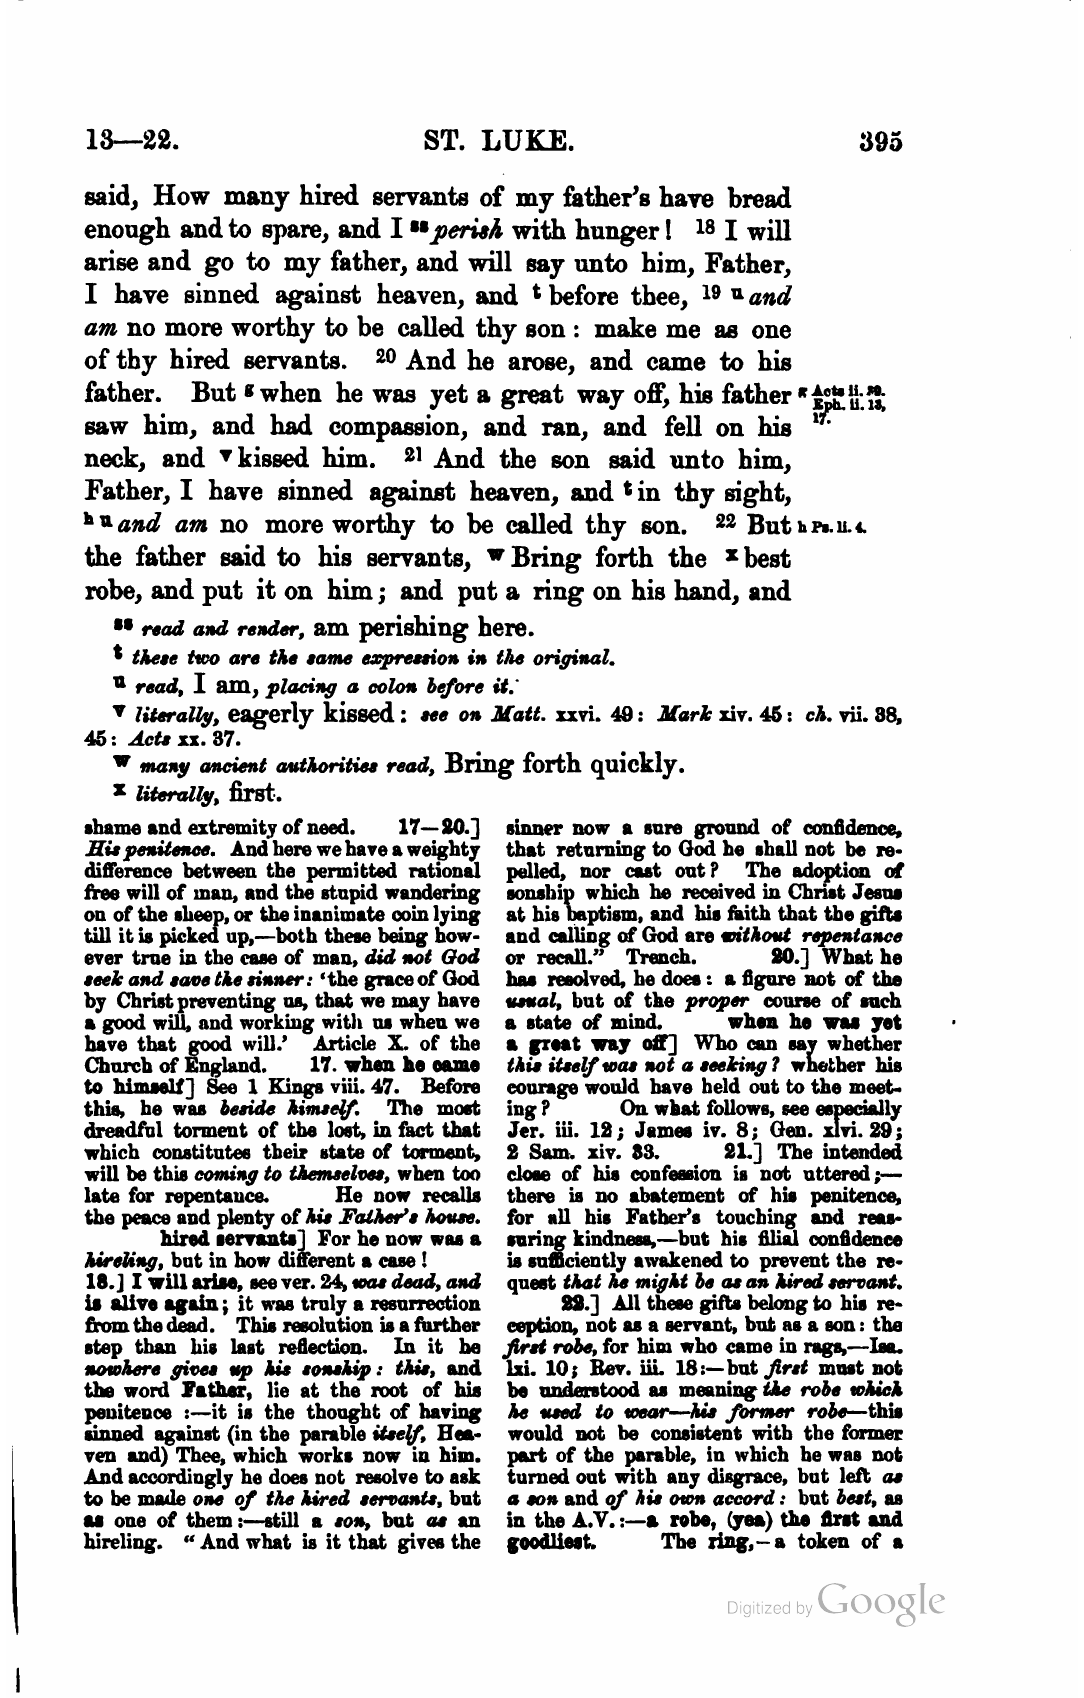 13—22. ST. LUKE. 395
said, How many hired servants of my father's have bread
enough and to spare, and I ss perish with hunger! 18 I will
arise and go to my father, and will say unto him, Father,
I have sinned against heaven, and t before thee, 19 u and
am no more worthy to be called thy son: make me as one
of thy hired servants. 20 And he arose, and came to his
father. But g when he was yet a great way off, his father
saw him, and had compassion, and ran, and fell on his
neck, and v kissed him. 21 And the son said unto him,
Father, I have sinned against heaven, and t in thy sight,
h u and am no more worthy to be called thy son. 22 But
the father said to his servants, w Bring forth the x best
robe, and put it on him; and put a ring on his hand, and
g Acts ii. 39.
Eph. ii. 13,
17.
h Ps. li. 4.
ss read and render, am perishing here.
t these two are the same expression in the original.
u read, I am, placing a colon before it.
v literally, eagerly kissed: see on Matt. xxvi. 49: Mark xiv. 45: ch. vii. 38,
45: Acts xx. 37.
w many ancient authorities read, Bring forth quickly.
x literally, first.
shame and extremity of need. 17—20.]
His penitence. And here we have a weighty
difference between the permitted rational
free will of man, and the stupid wandering
on of the sheep, or the inanimate coin lying
till it is picked up,—both these being how-
ever true in the case of man, did not God
seek and save the sinner: 'the grace of God
by Christ preventing us, that we may have
a good will, and working with us when we
have that good will.' Article X. of the
Church of England. 17. when he came
to himself] See 1 Kings viii. 47. Before
this, he was beside himself. The most
dreadful torment of the lost, in fact that
which constitutes their state of torment,
will be this coming to themselves, when too
late for repentance. He now recalls
the peace and plenty of his Father's house.
hired servants] For he now was a
hireling, but in how different a case!
18.] I will arise, see ver. 24, was dead, and
is alive again; it was truly a resurrection
from the dead. This resolution is a further
step than his last reflection. In it he
nowhere gives up his sonship: this, and
the word Father, lie at the root of his
penitence:—it is the thought of having
sinned against (in the parable itself, Hea-
ven and) Thee, which works now in him.
And accordingly he does not resolve to ask
to be made one of the hired servants, but
as one of them:—still a son, but as an
hireling. "And what is it that gives the
sinner now a sure ground of confidence,
that returning to God he shall not be re-
pelled, nor cast out? The adoption of
sonship which he received in Christ Jesus
at his baptism, and his faith that the gifts
and calling of God are without repentance
or recall." Trench. 20.] What he
has resolved, he does: a figure not of the
usual, but of the proper course of such
a state of mind. when he was yet
a great way off] Who can say whether
this itself was not a seeking? whether his
courage would have held out to the meet-
ing? On what follows, see especially
Jer. iii. 12; James iv. 8; Gen. xlvi. 29;
2 Sam. xiv. 33. 21.] The intended
close of his confession is not uttered;—
there is no abatement of his penitence,
for all his Father's touching and reas-
suring kindness,—but his filial confidence
is sufficiently awakened to prevent the re-
quest that he might be as an hired servant.
22.] All these gifts belong to his re-
ception, not as a servant, but as a son: the
first robe, for him who came in rags,—Isa.
lxi. 10; Rev. iii. 18:—but first must not
be understood as meaning the robe which
he used to wear—his former robe—this
would not be consistent with the former
part of the parable, in which he was not
turned out with any disgrace, but left as
a son and of his own accord: but best, as
in the A.V.:—a robe, (yea) the first and
goodliest. The ring,—a token of a
Digitized by Google